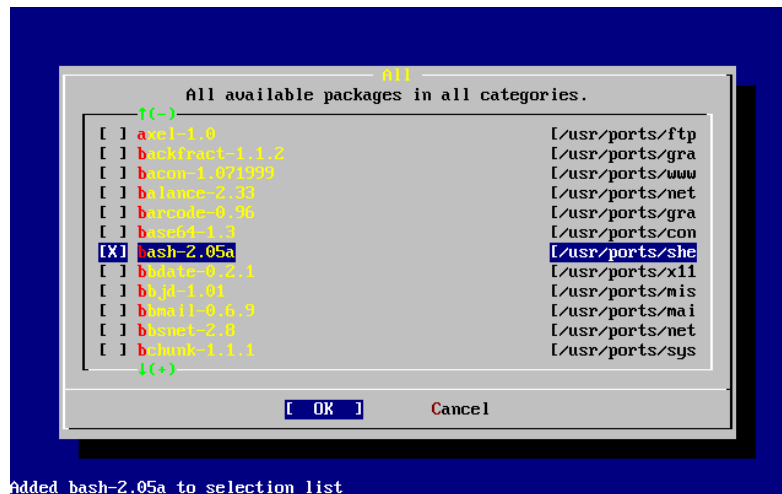 All
All available packages in all categories.
↑(-)
[ ] axel-1.0 [/usr/ports/ftp
[ ] backfract-1.1.2 [/usr/ports/gra
[ ] bacon-1.071999 [/usr/ports/www
[ ] balance-2.33 [/usr/ports/net
[ ] barcode-0.96 [/usr/ports/gra
[ ] base64-1.3 [/usr/ports/con
[X] bash-2.05a [/usr/ports/she
[ ] bbdate-0.2.1 [/usr/ports/x11
[ ] bbjd-1.01 [/usr/ports/mis
[ ] bbmail-0.6.9 [/usr/ports/mai
[ ] bbsnet-2.8 [/usr/ports/net
[ ] bchunk-1.1.1 [/usr/ports/sys
↓(+)
[ OK ] Cancel
Added bash-2.05a to selection list